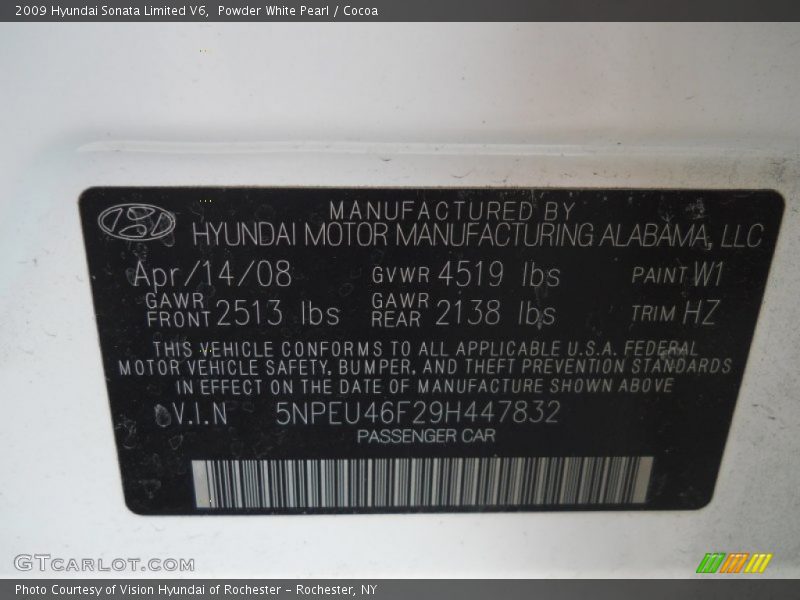 2009 Hyundai Sonata Limited V6,  Powder White Pearl / Cocoa
MANUFACTURED BY
HYUNDAI MOTOR MANUFACTURING ALABAMA, LLC
Apr/14/08 GVWR 4519 lbs PAINT W1
GAWR FRONT 2513 lbs GAWR REAR 2138 lbs TRIM HZ
THIS VEHICLE CONFORMS TO ALL APPLICABLE U.S.A. FEDERAL
MOTOR VEHICLE SAFETY, BUMPER, AND THEFT PREVENTION STANDARDS
IN EFFECT ON THE DATE OF MANUFACTURE SHOWN ABOVE
V.I.N 5NPEU46F29H447832
PASSENGER CAR
GTCARLOT.COM
Photo Courtesy of Vision Hyundai of Rochester – Rochester, NY